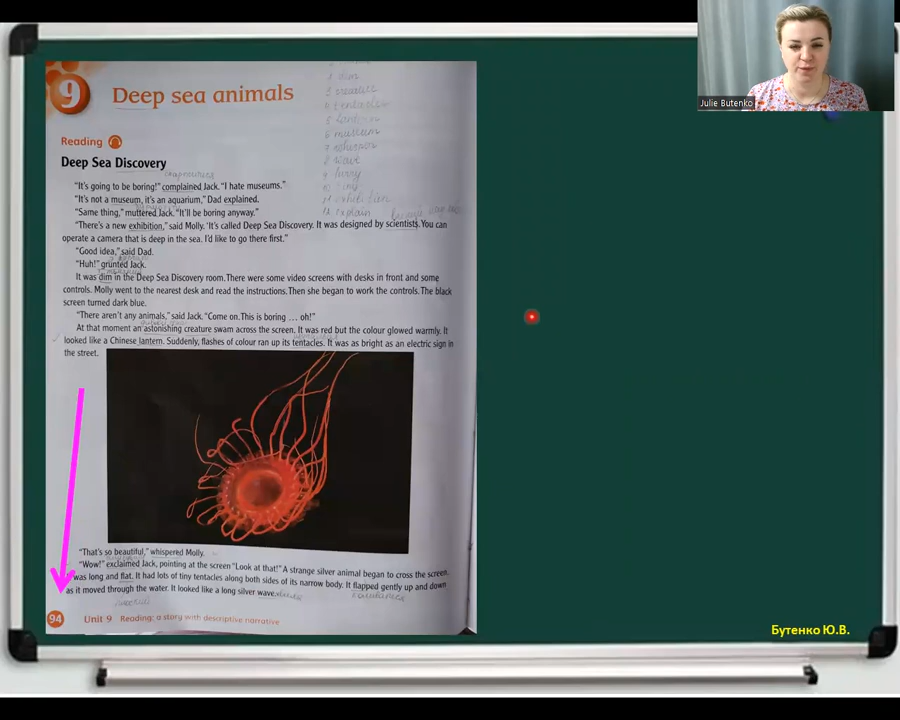 Julie Butenko
9
Deep sea animals
dim
creature
tentacles
lantern
museum
whisper
wave
exhibition
explain
Reading
Deep Sea Discovery
“It’s going to be boring!” complained Jack. “I hate museums.”
“It’s not a museum, it’s an aquarium,” Dad explained.
“Same thing,” muttered Jack. “It’ll be boring anyway.”
“There’s a new exhibition,” said Molly. ‘It’s called Deep Sea Discovery. It was designed by scientists. You can
operate a camera that is deep in the sea. I’d like to go there first.”
“Good idea,” said Dad.
“Huh!” grunted Jack.
It was dim in the Deep Sea Discovery room. There were some video screens with desks in front and some
controls. Molly went to the nearest desk and read the instructions. Then she began to work the controls. The black
screen turned dark blue.
“There aren’t any animals,” said Jack. “Come on. This is boring … oh!”
At that moment an astonishing creature swam across the screen. It was red but the colour glowed warmly. It
looked like a Chinese lantern. Suddenly, flashes of colour ran up its tentacles. It was as bright as an electric sign in
the street.
“That’s so beautiful,” whispered Molly.
“Wow!” exclaimed Jack, pointing at the screen “Look at that!” A strange silver animal began to cross the screen.
was long and flat. It had lots of tiny tentacles along both sides of its narrow body. It flapped gently up and down
as it moved through the water. It looked like a long silver wave.
94 Unit 9 Reading: a story with descriptive narrative
Бутенко Ю.В.